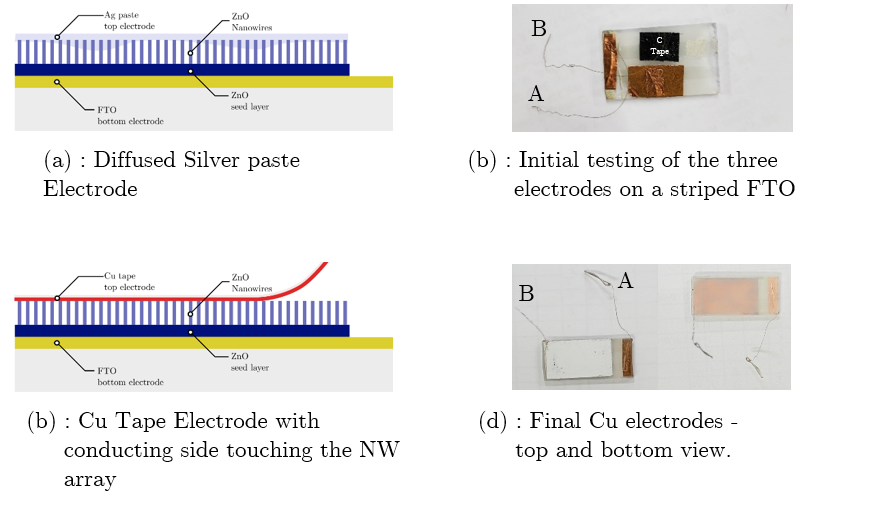 Ag paste
top electrode
ZnO
Nanowires
FTO
bottom electrode
ZnO
seed layer
(a) : Diffused Silver paste
Electrode
B
A
C
Tape
(b) : Initial testing of the three
electrodes on a striped FTO
Cu tape
top electrode
ZnO
Nanowires
FTO
bottom electrode
ZnO
seed layer
(b) : Cu Tape Electrode with
conducting side touching the NW
array
B
A
(d) : Final Cu electrodes -
top and bottom view.